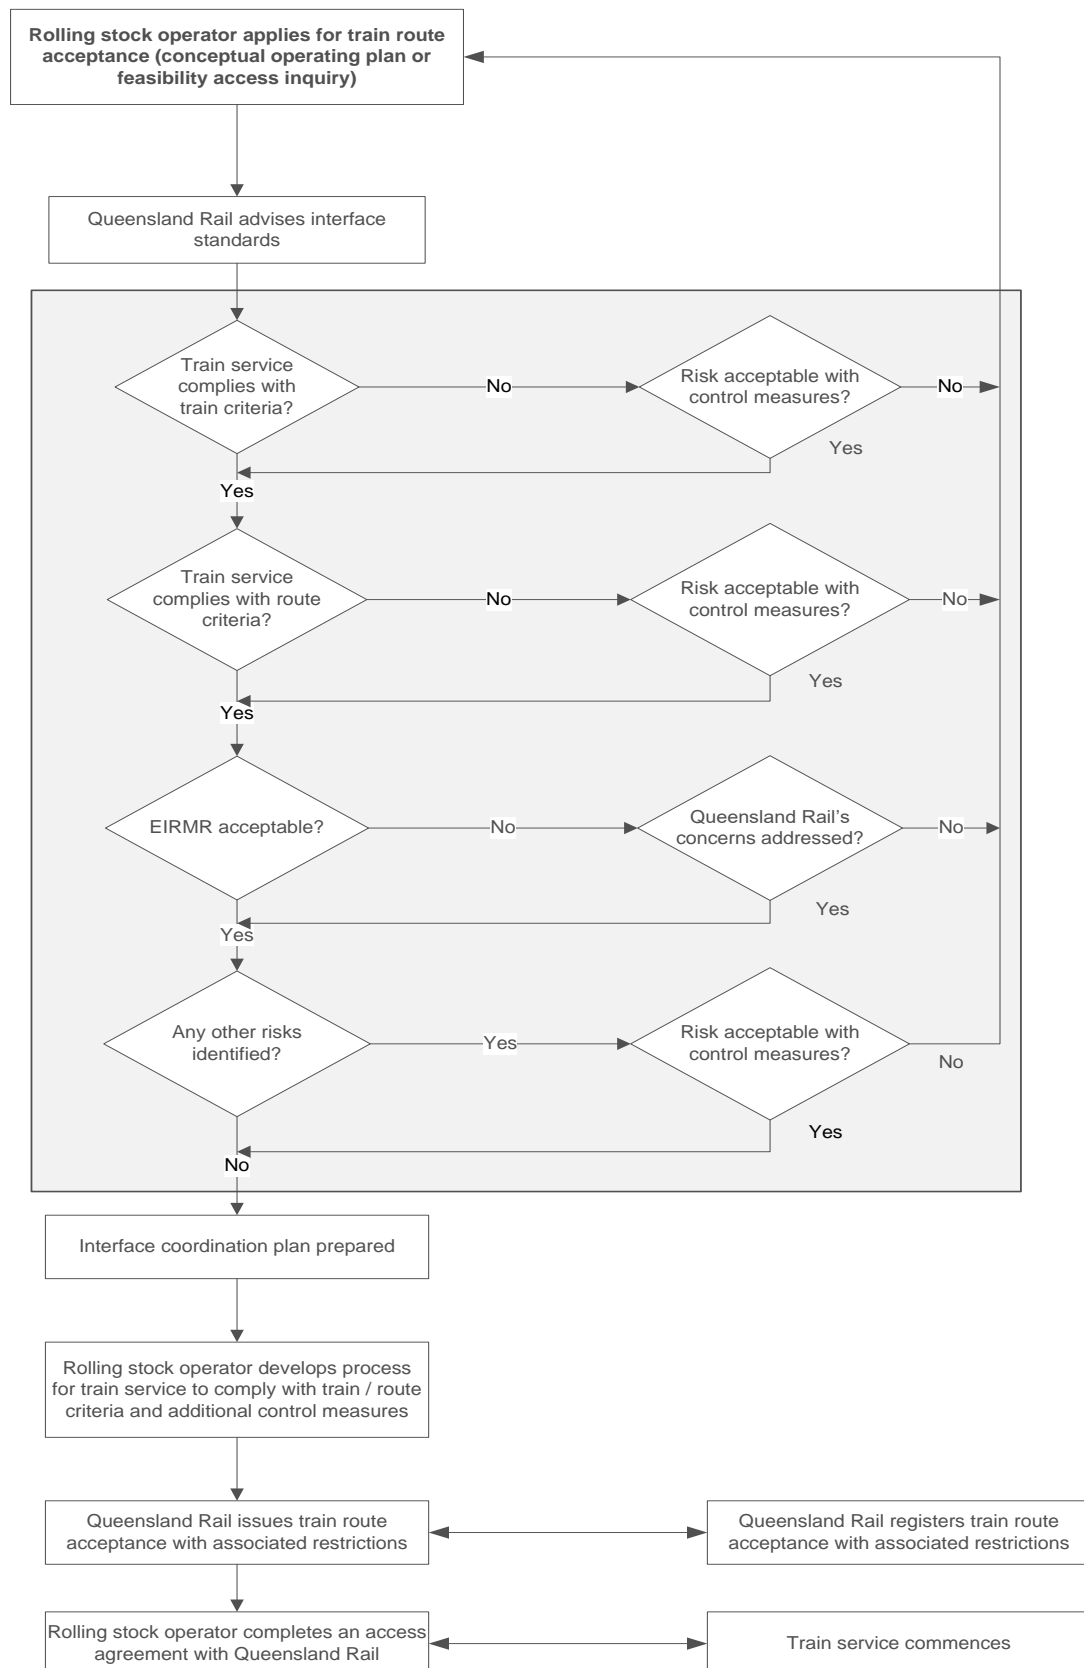 Rolling stock operator applies for train route
acceptance (conceptual operating plan or
feasibility access inquiry)
Queensland Rail advises interface
standards
Train service
complies with
train criteria?
No
Risk acceptable with
control measures?
No
Yes
Yes
Train service
complies with route
criteria?
No
Risk acceptable with
control measures?
No
Yes
Yes
EIRMR acceptable?
No
Queensland Rail's
concerns addressed?
No
Yes
Yes
Any other risks
identified?
Yes
Risk acceptable with
control measures?
No
Yes
No
Interface coordination plan prepared
Rolling stock operator develops process
for train service to comply with train / route
criteria and additional control measures
Queensland Rail issues train route
acceptance with associated restrictions
Queensland Rail registers train route
acceptance with associated restrictions
Rolling stock operator completes an access
agreement with Queensland Rail
Train service commences